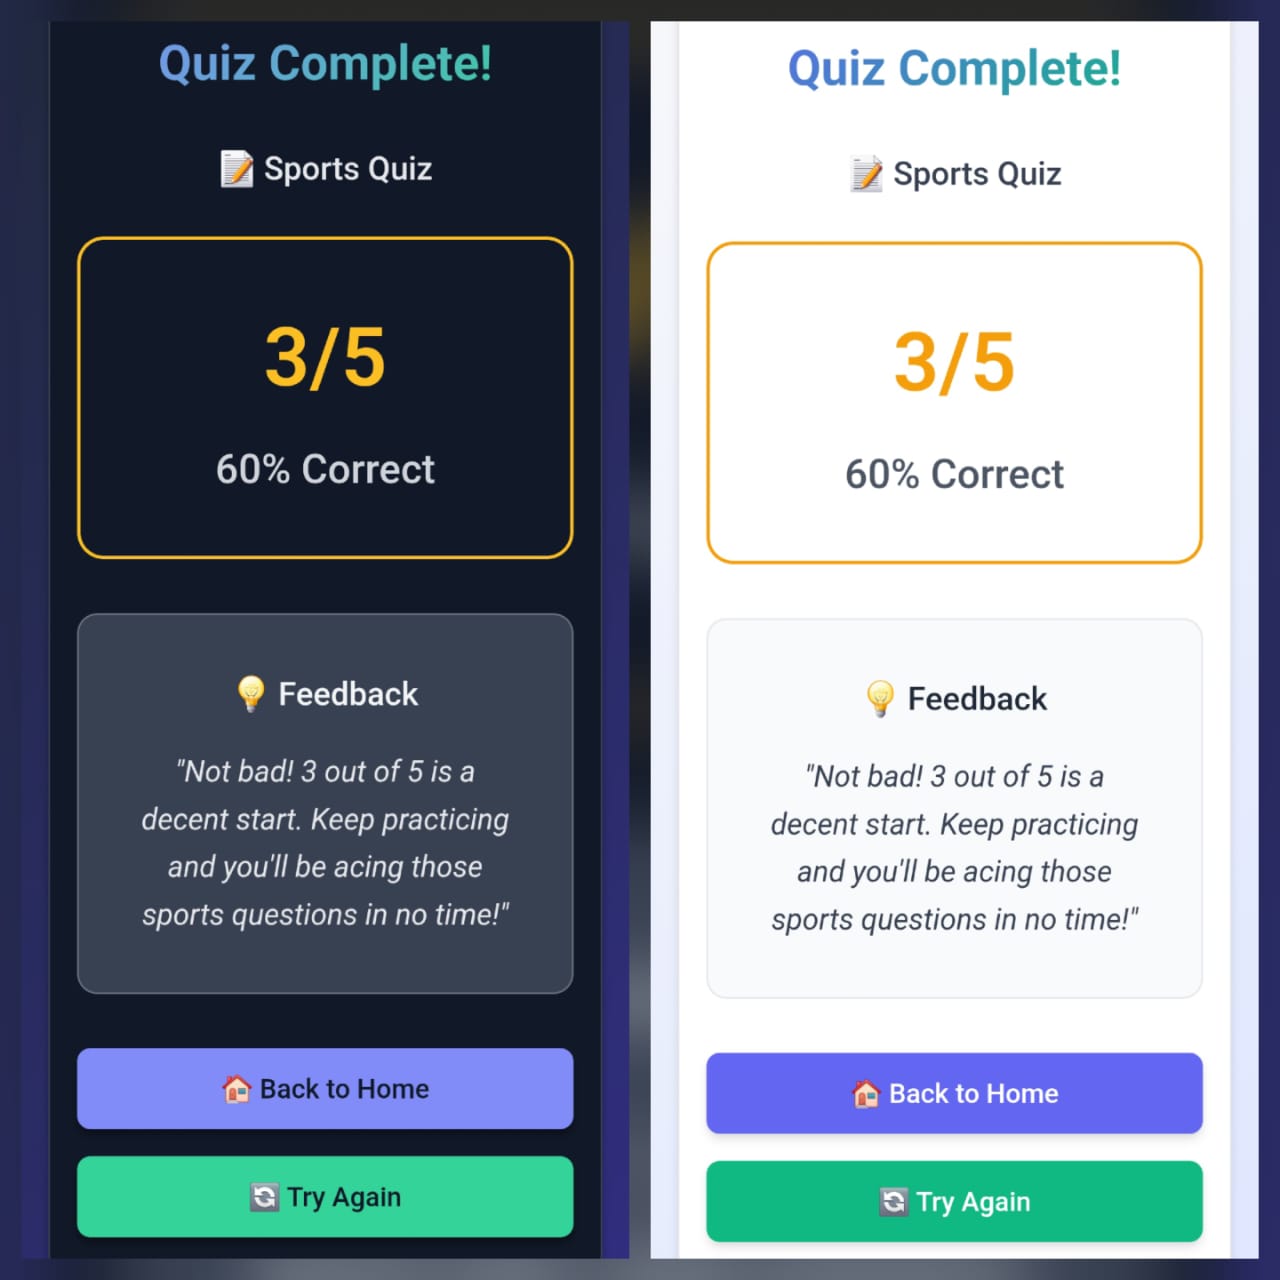 Quiz Complete!
📝 Sports Quiz
3/5
60% Correct
💡 Feedback
"Not bad! 3 out of 5 is a
decent start. Keep practicing
and you'll be acing those
sports questions in no time!"
🏠 Back to Home
🔄 Try Again
Quiz Complete!
📝 Sports Quiz
3/5
60% Correct
💡 Feedback
"Not bad! 3 out of 5 is a
decent start. Keep practicing
and you'll be acing those
sports questions in no time!"
🏠 Back to Home
🔄 Try Again